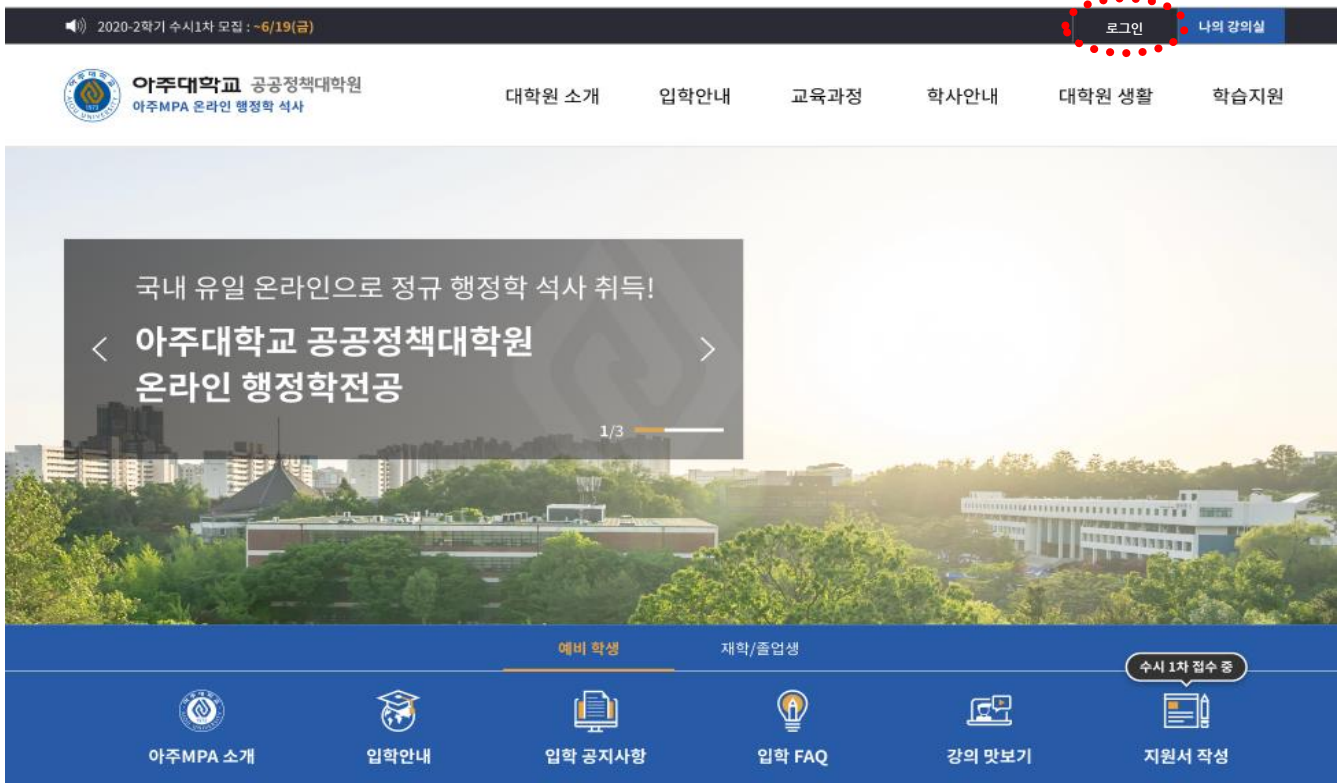 2020-2학기 수시1차 모집 : ~6/19(금)
로그인
나의 강의실
아주대학교 공공정책대학원
아주MPA 온라인 행정학 석사
대학원 소개
입학안내
교육과정
학사안내
대학원 생활
학습지원
국내 유일 온라인으로 정규 행정학 석사 취득!
아주대학교 공공정책대학원
온라인 행정학전공
1/3
예비 학생
재학/졸업생
수시 1차 접수 중
아주MPA 소개
입학안내
입학 공지사항
입학 FAQ
강의 맛보기
지원서 작성